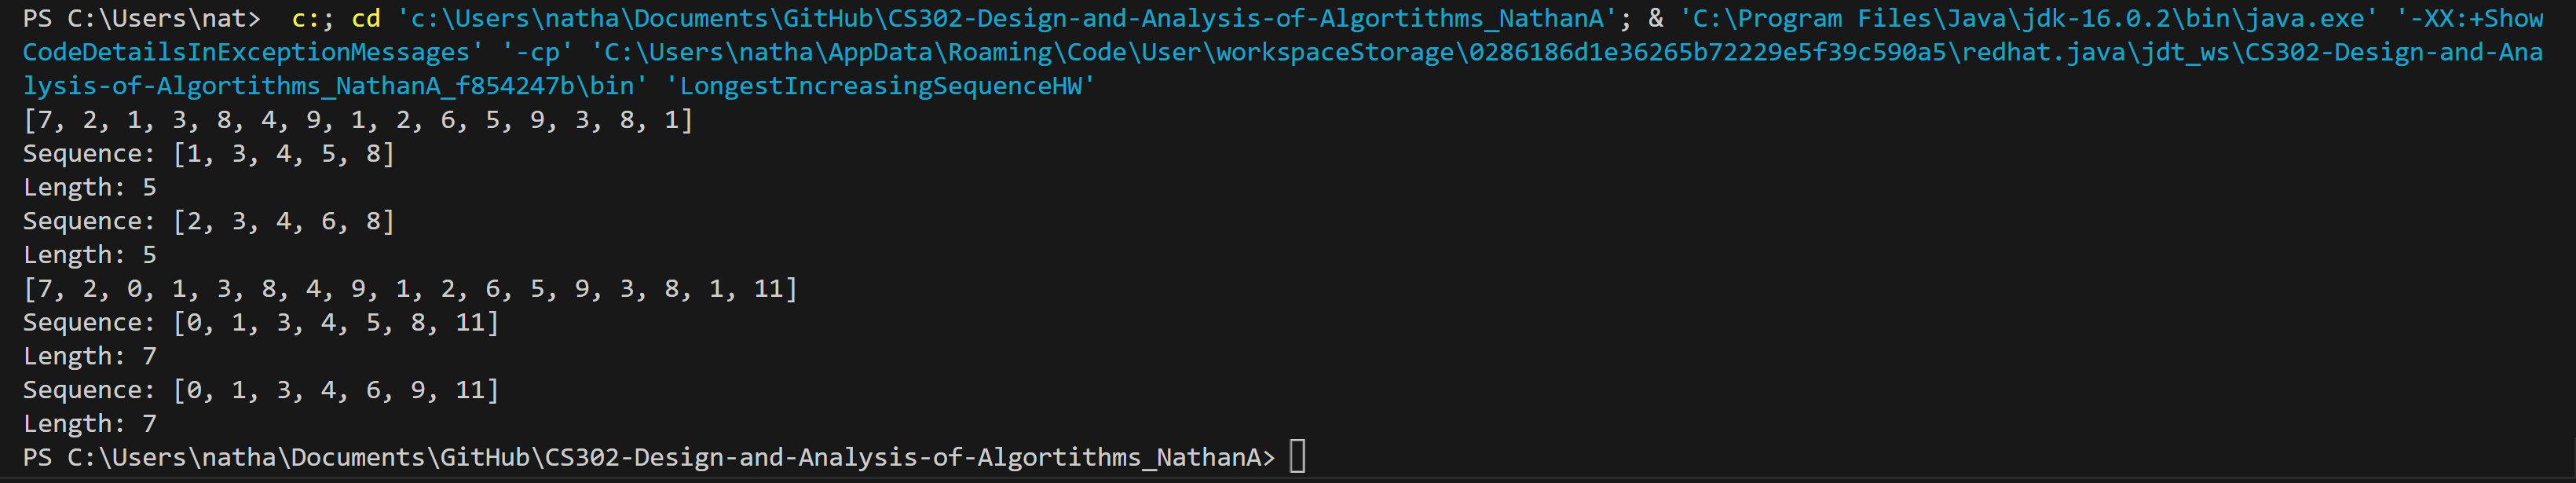 PS C:\Users\nat>  c:; cd 'c:\Users\natha\Documents\GitHub\CS302-Design-and-Analysis-of-Algortithms_NathanA'; & 'C:\Program Files\Java\jdk-16.0.2\bin\java.exe' '-XX:+Show
CodeDetailsInExceptionMessages' '-cp' 'C:\Users\natha\AppData\Roaming\Code\User\workspaceStorage\0286186d1e36265b72229e5f39c590a5\redhat.java\jdt_ws\CS302-Design-and-Ana
lysis-of-Algortithms_NathanA_f854247b\bin' 'LongestIncreasingSequenceHW'
[7, 2, 1, 3, 8, 4, 9, 1, 2, 6, 5, 9, 3, 8, 1]
Sequence: [1, 3, 4, 5, 8]
Length: 5
Sequence: [2, 3, 4, 6, 8]
Length: 5
[7, 2, 0, 1, 3, 8, 4, 9, 1, 2, 6, 5, 9, 3, 8, 1, 11]
Sequence: [0, 1, 3, 4, 5, 8, 11]
Length: 7
Sequence: [0, 1, 3, 4, 6, 9, 11]
Length: 7
PS C:\Users\natha\Documents\GitHub\CS302-Design-and-Analysis-of-Algortithms_NathanA>